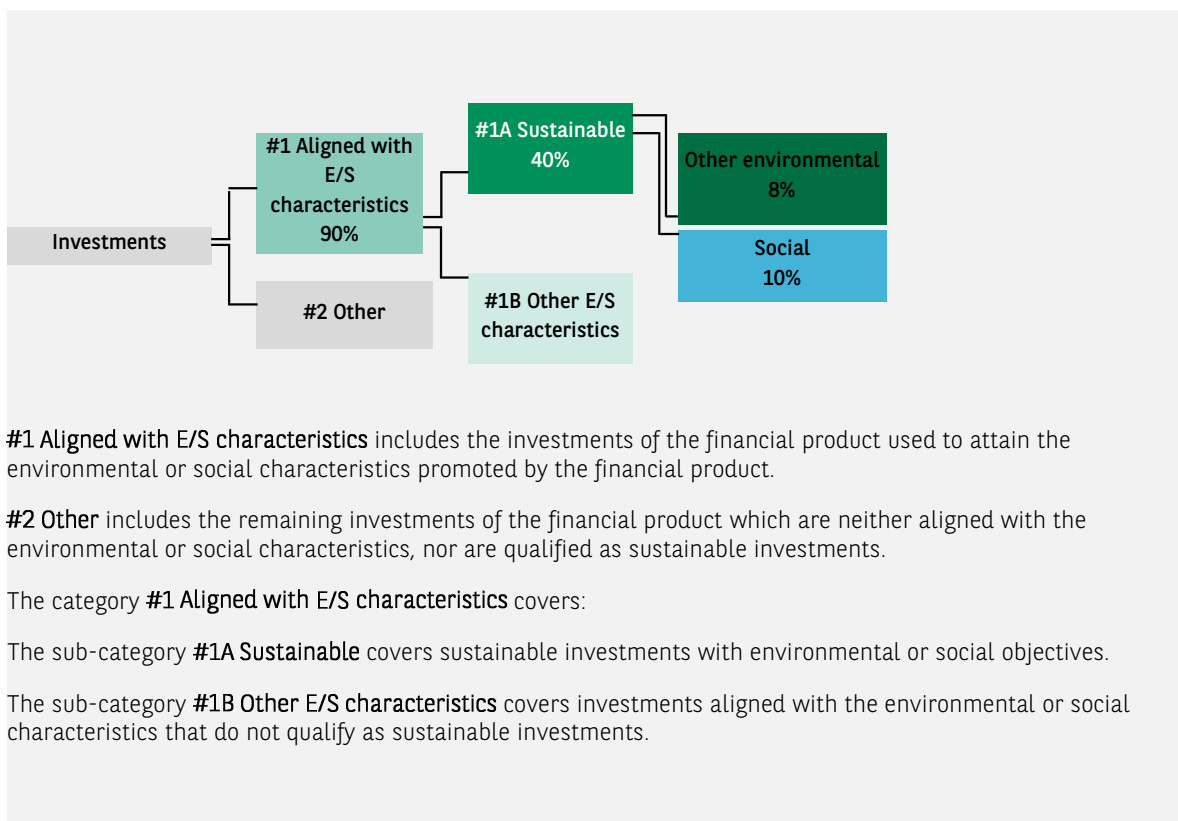 #1 Aligned with
E/S
characteristics
90%
#1A Sustainable
40%
Other environmental
8%
Investments
Social
10%
#2 Other
#1B Other E/S
characteristics
#1 Aligned with E/S characteristics includes the investments of the financial product used to attain the
environmental or social characteristics promoted by the financial product.
#2 Other includes the remaining investments of the financial product which are neither aligned with the
environmental or social characteristics, nor are qualified as sustainable investments.
The category #1 Aligned with E/S characteristics covers:
The sub-category #1A Sustainable covers sustainable investments with environmental or social objectives.
The sub-category #1B Other E/S characteristics covers investments aligned with the environmental or social
characteristics that do not qualify as sustainable investments.